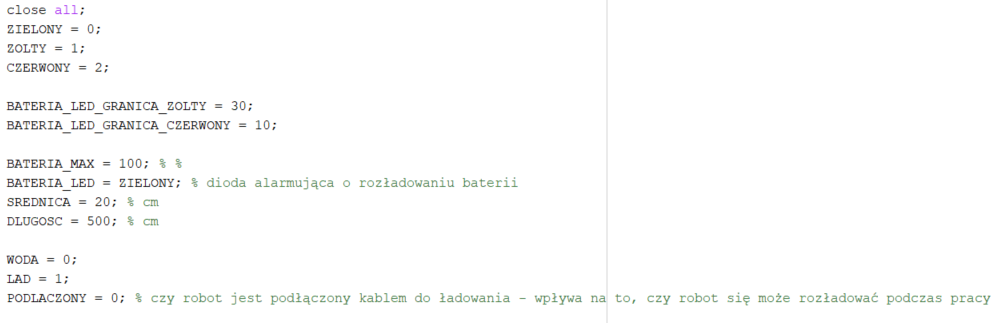 close all;
ZIELONY = 0;
ZOLTY = 1;
CZERWONY = 2;
BATERIA_LED_GRANICA_ZOLTY = 30;
BATERIA_LED_GRANICA_CZERWONY = 10;
BATERIA_MAX = 100; % %
BATERIA_LED = ZIELONY; % dioda alarmująca o rozładowaniu baterii
SREDNICA = 20; % cm
DLUGOSC = 500; % cm
WODA = 0;
LAD = 1;
PODLACZONY = 0; % czy robot jest podłączony kablem do ładowania - wpływa na to, czy robot się może rozładować podczas pracy